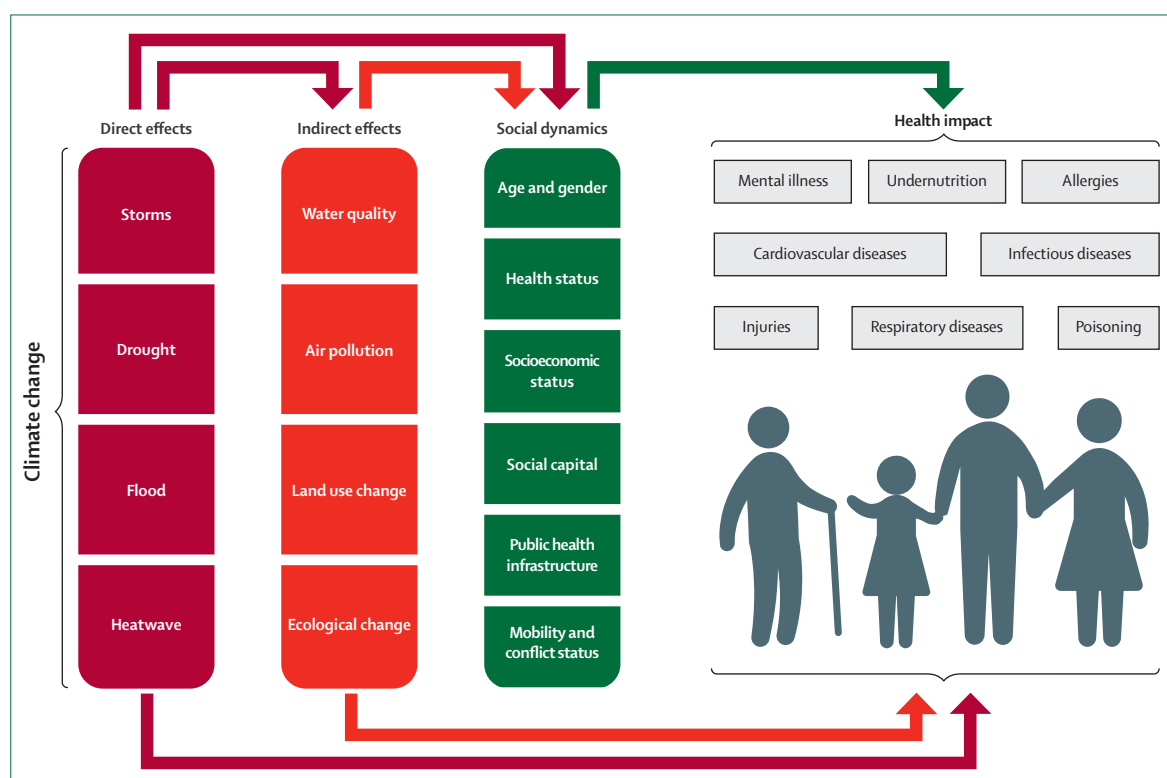 Direct effects
Indirect effects
Social dynamics
Health impact
Climate change
Storms
Drought
Flood
Heatwave
Water quality
Air pollution
Land use change
Ecological change
Age and gender
Health status
Socioeconomic
status
Social capital
Public health
infrastructure
Mobility and
conflict status
Mental illness
Undernutrition
Allergies
Cardiovascular diseases
Infectious diseases
Injuries
Respiratory diseases
Poisoning